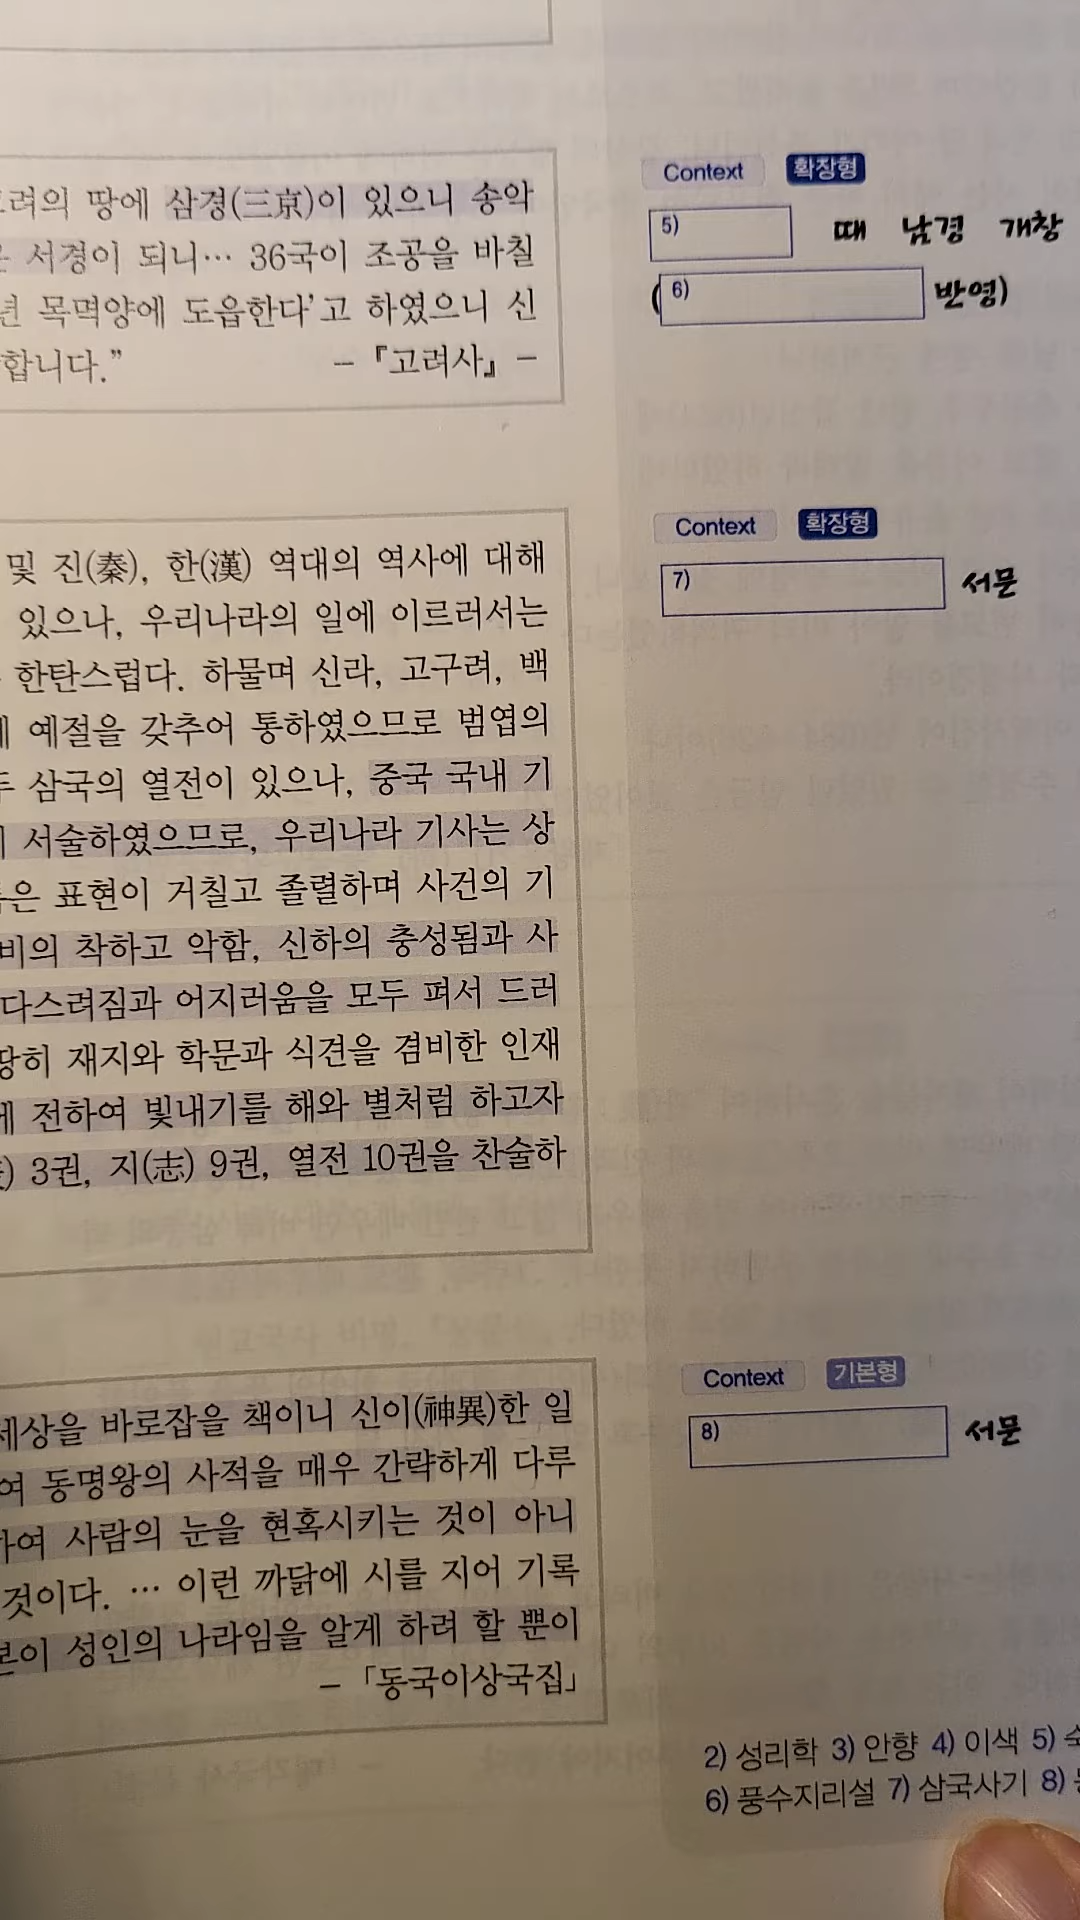 려의 땅에 삼경(三京)이 있으니 송악
서경이 되니… 36국이 조공을 바칠
년 목멱양에 도읍한다’고 하였으니 신
합니다.”
– 『고려사』 –
Context 확장형
5) 때 남경 개창
(6) 반영)
및 진(秦), 한(漢) 역대의 역사에 대해
있으나, 우리나라의 일에 이르러서는
한탄스럽다. 하물며 신라, 고구려, 백
예절을 갖추어 통하였으므로 범엽의
삼국의 열전이 있으나, 중국 국내 기
서술하였으므로, 우리나라 기사는 상
은 표현이 거칠고 졸렬하며 사건의 기
비의 착하고 악함, 신하의 충성됨과 사
다스려짐과 어지러움을 모두 펴서 드러
땅히 재지와 학문과 식견을 겸비한 인재
전하여 빛내기를 해와 별처럼 하고자
) 3권, 지(志) 9권, 열전 10권을 찬술하
Context 확장형
7) 서문
세상을 바로잡을 책이니 신이(神異)한 일
여 동명왕의 사적을 매우 간략하게 다루
하여 사람의 눈을 현혹시키는 것이 아니
것이다. … 이런 까닭에 시를 지어 기록
본이 성인의 나라임을 알게 하려 할 뿐이
– 「동국이상국집」
Context 기본형
8) 서문
2) 성리학 3) 안향 4) 이색 5)
6) 풍수지리설 7) 삼국사기 8)